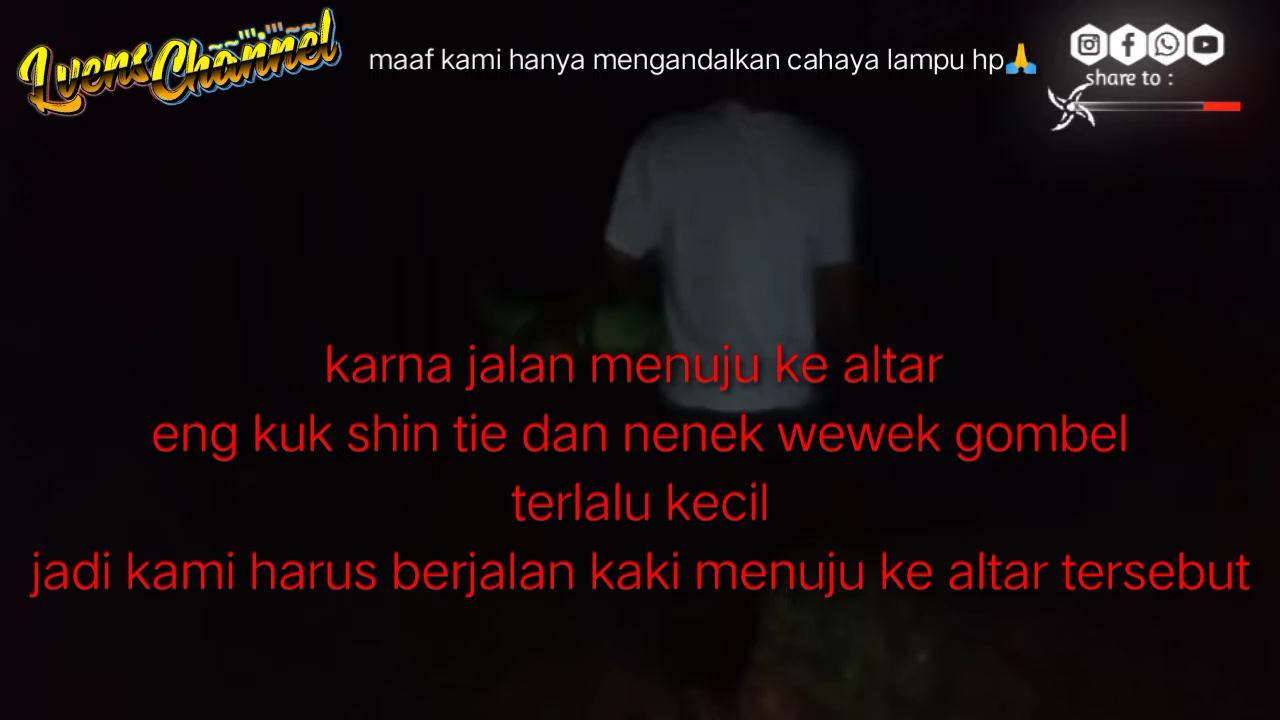 Lvens Channel
maaf kami hanya mengandalkan cahaya lampu hp🙏
share to :
karna jalan menuju ke altar
eng kuk shin tie dan nenek wewek gombel
terlalu kecil
jadi kami harus berjalan kaki menuju ke altar tersebut